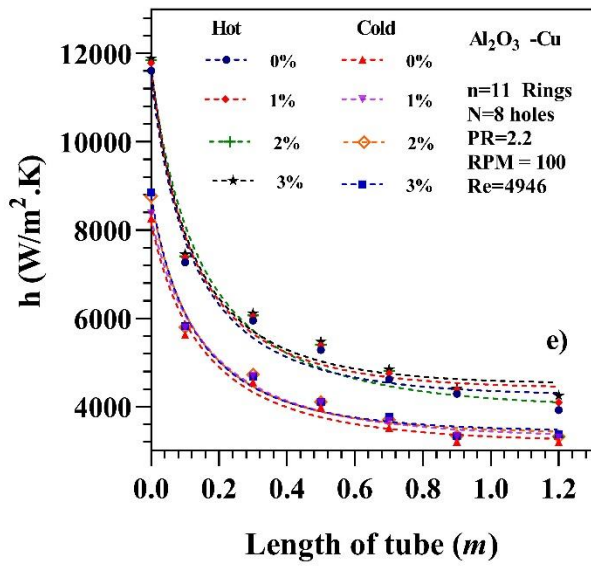 Hot Cold Al₂O₃ -Cu
0% 0%
1% 1% n=11 Rings
N=8 holes
2% 2% PR=2.2
RPM = 100
3% 3% Re=4946
12000
10000
8000
6000
4000
h (W/m².K)
e)
0.0 0.2 0.4 0.6 0.8 1.0 1.2
Length of tube (m)